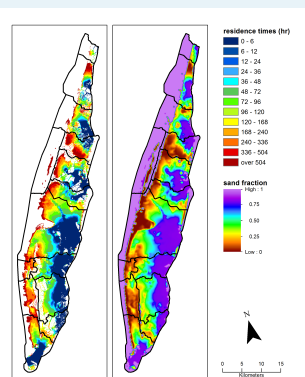 residence times (hr)
0 - 6
6 - 12
12 - 24
24 - 36
36 - 48
48 - 72
72 - 96
96 - 120
120 - 168
168 - 240
240 - 336
336 - 504
over 504
sand fraction
High : 1
0.75
0.50
0.25
Low : 0
N
0 5 10 15
Kilometers